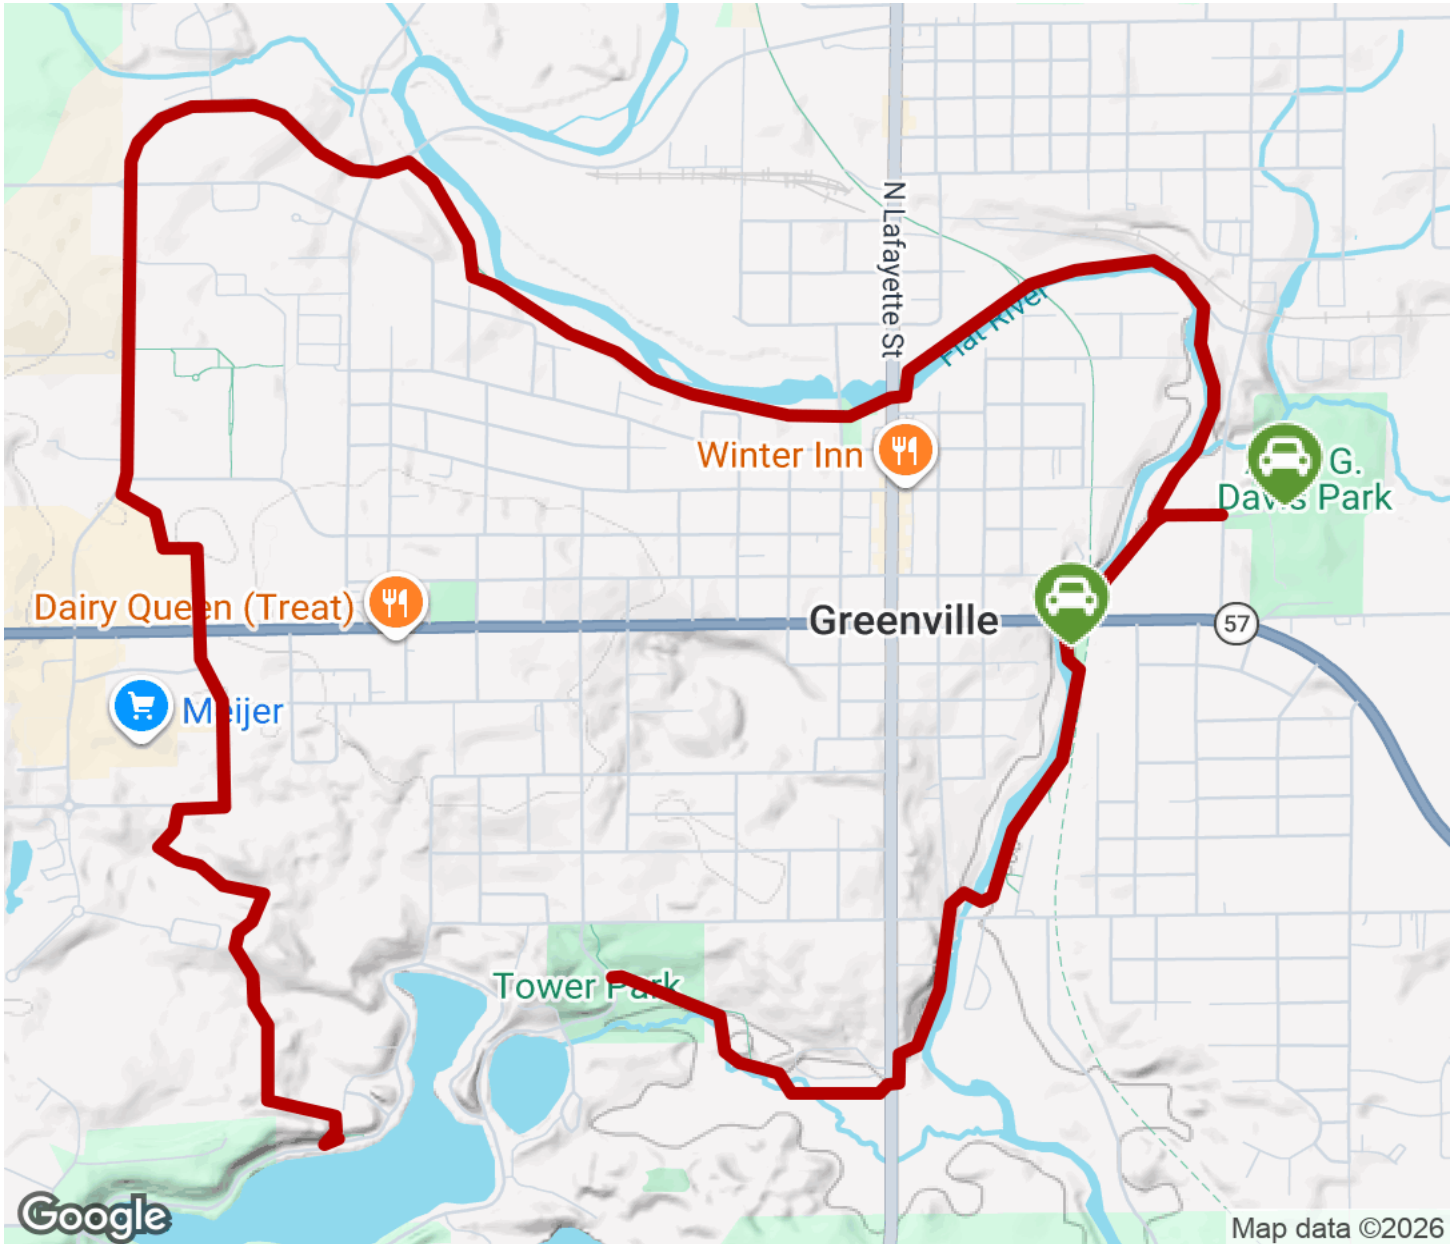 N Lafayette St
Flat River
Winter Inn
G.
Davis Park
Dairy Queen (Treat)
Greenville
57
Meijer
Tower Park
Google
Map data ©2026